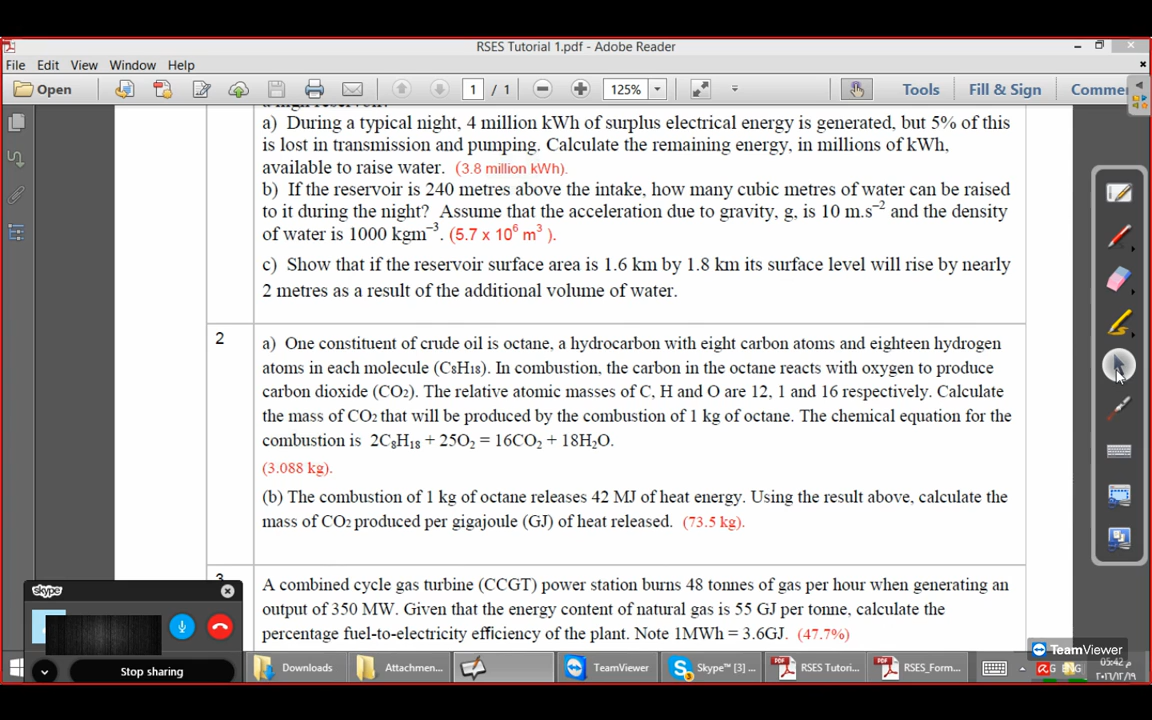 RSES Tutorial 1.pdf - Adobe Reader
File Edit View Window Help
Open 1 / 1 125% Tools Fill & Sign Comme
a high reservoir.
a) During a typical night, 4 million kWh of surplus electrical energy is generated, but 5% of this
is lost in transmission and pumping. Calculate the remaining energy, in millions of kWh,
available to raise water. (3.8 million kWh).
b) If the reservoir is 240 metres above the intake, how many cubic metres of water can be raised
to it during the night? Assume that the acceleration due to gravity, g, is 10 m.s⁻² and the density
of water is 1000 kgm⁻³. (5.7 x 10⁶ m³ ).
c) Show that if the reservoir surface area is 1.6 km by 1.8 km its surface level will rise by nearly
2 metres as a result of the additional volume of water.
2
a) One constituent of crude oil is octane, a hydrocarbon with eight carbon atoms and eighteen hydrogen
atoms in each molecule (C₈H₁₈). In combustion, the carbon in the octane reacts with oxygen to produce
carbon dioxide (CO₂). The relative atomic masses of C, H and O are 12, 1 and 16 respectively. Calculate
the mass of CO₂ that will be produced by the combustion of 1 kg of octane. The chemical equation for the
combustion is 2C₈H₁₈ + 25O₂ = 16CO₂ + 18H₂O.
(3.088 kg).
(b) The combustion of 1 kg of octane releases 42 MJ of heat energy. Using the result above, calculate the
mass of CO₂ produced per gigajoule (GJ) of heat released. (73.5 kg).
3
A combined cycle gas turbine (CCGT) power station burns 48 tonnes of gas per hour when generating an
output of 350 MW. Given that the energy content of natural gas is 55 GJ per tonne, calculate the
percentage fuel-to-electricity efficiency of the plant. Note 1MWh = 3.6GJ. (47.7%)
skype
Stop sharing
TeamViewer
Downloads Attachmen... TeamViewer Skype™ [3] ... RSES Tutori... RSES_Form... ENG
05:42 م
٢٠١٦/١٢/١٩